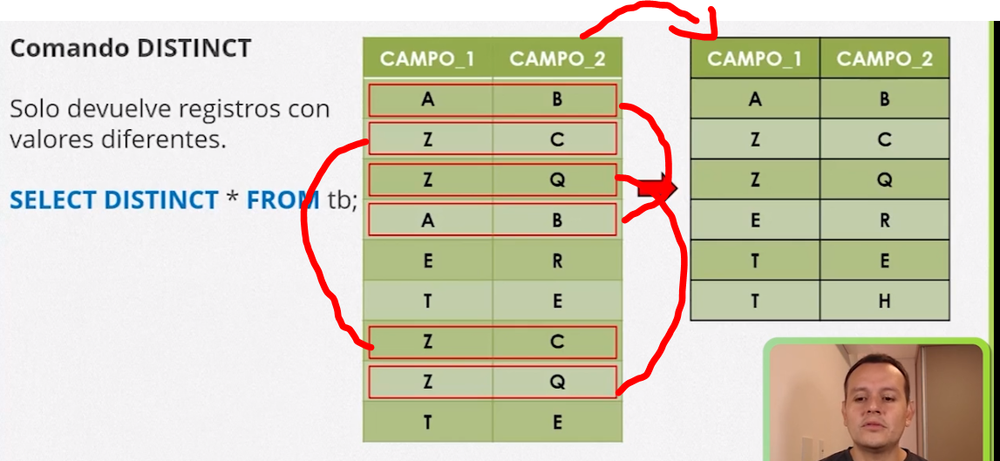 Comando DISTINCT
Solo devuelve registros con
valores diferentes.
SELECT DISTINCT * FROM tb;
CAMPO_1 CAMPO_2
A B
Z C
Z Q
A B
E R
T E
Z C
Z Q
T E
CAMPO_1 CAMPO_2
A B
Z C
Z Q
E R
T E
T H